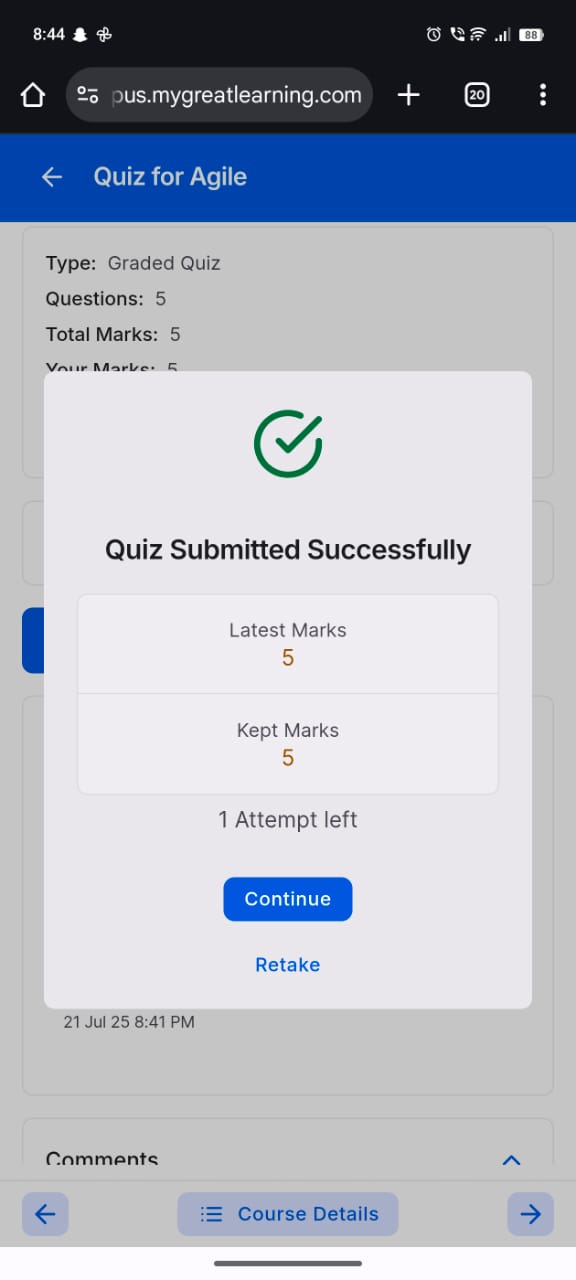 8:44
88
pus.mygreatlearning.com
20
Quiz for Agile
Type: Graded Quiz
Questions: 5
Total Marks: 5
Your Marks: 5
Quiz Submitted Successfully
Latest Marks
5
Kept Marks
5
1 Attempt left
Continue
Retake
21 Jul 25 8:41 PM
Comments
Course Details